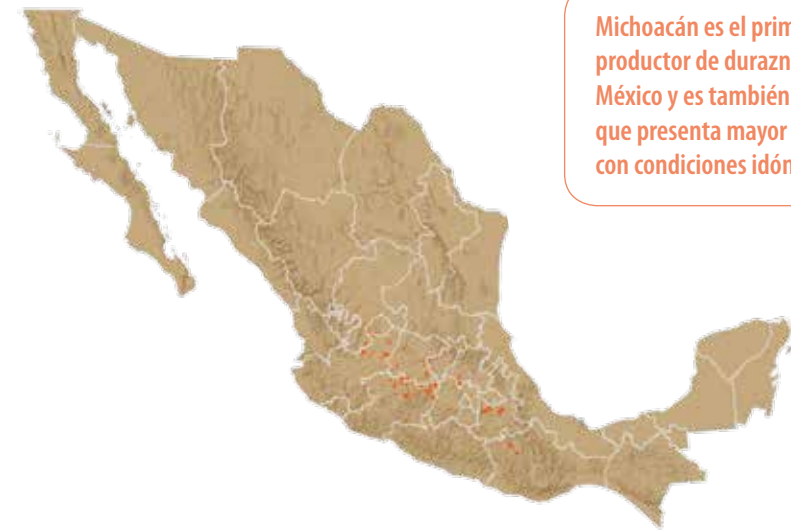 Michoacán es el prim
productor de durazn
México y es también
que presenta mayor
con condiciones idón